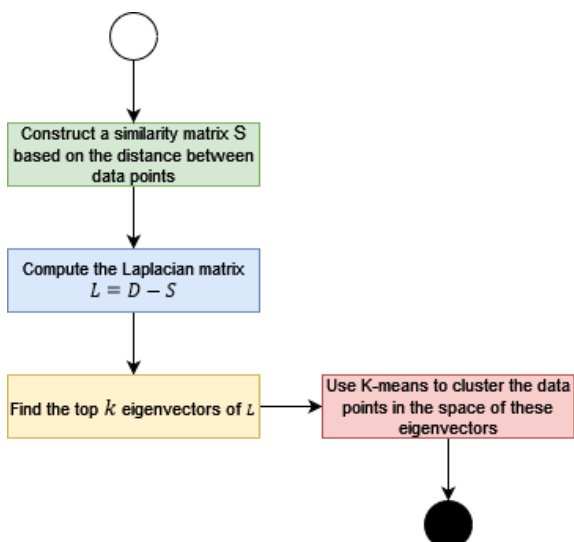 Construct a similarity matrix S
based on the distance between
data points
Compute the Laplacian matrix
L = D − S
Find the top k eigenvectors of L
Use K-means to cluster the data
points in the space of these
eigenvectors